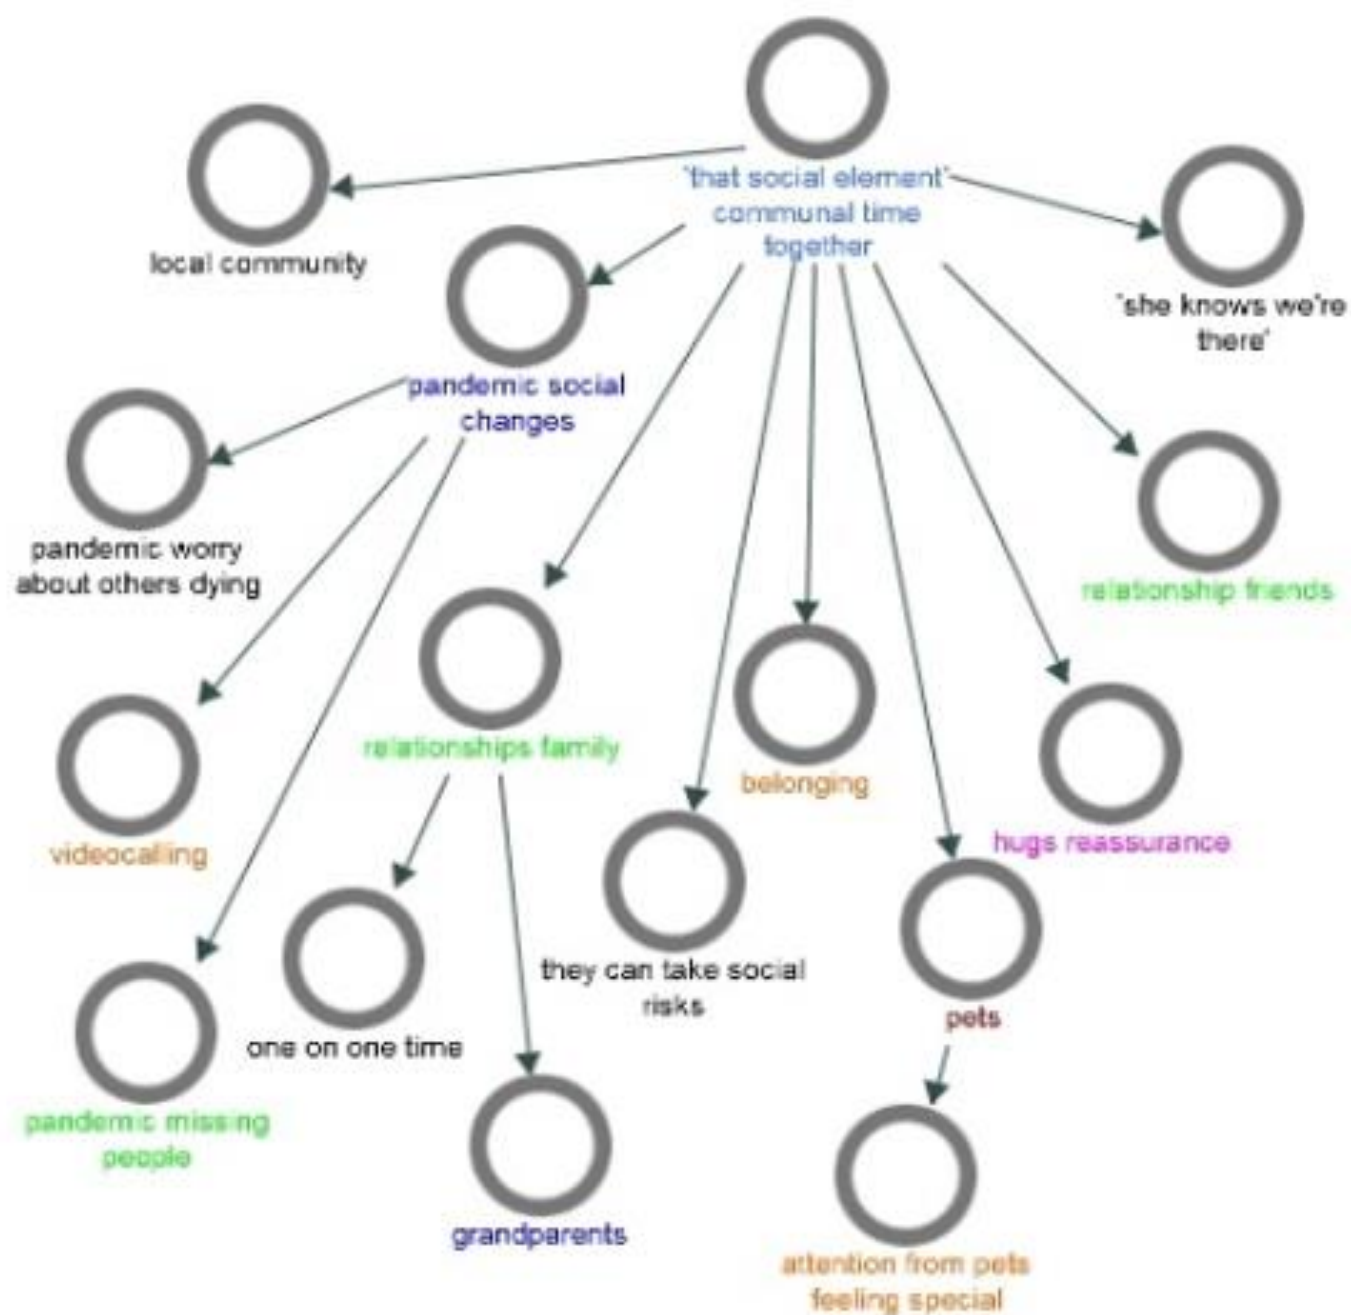 'that social element'
communal time
together
local community
'she knows we're
there'
pandemic social
changes
pandemic worry
about others dying
relationship friends
relationships family
belonging
videocalling
hugs reassurance
they can take social
risks
pets
one on one time
pandemic missing
people
grandparents
attention from pets
feeling special